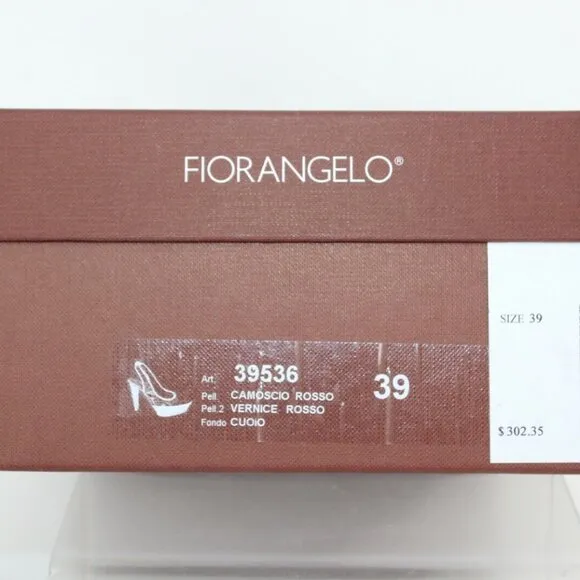 FIORANGELO®
SIZE 39
Art. 39536 39
Pell. CAMOSCIO ROSSO
Pell.2 VERNICE ROSSO
Fondo CUOiO
$302.35